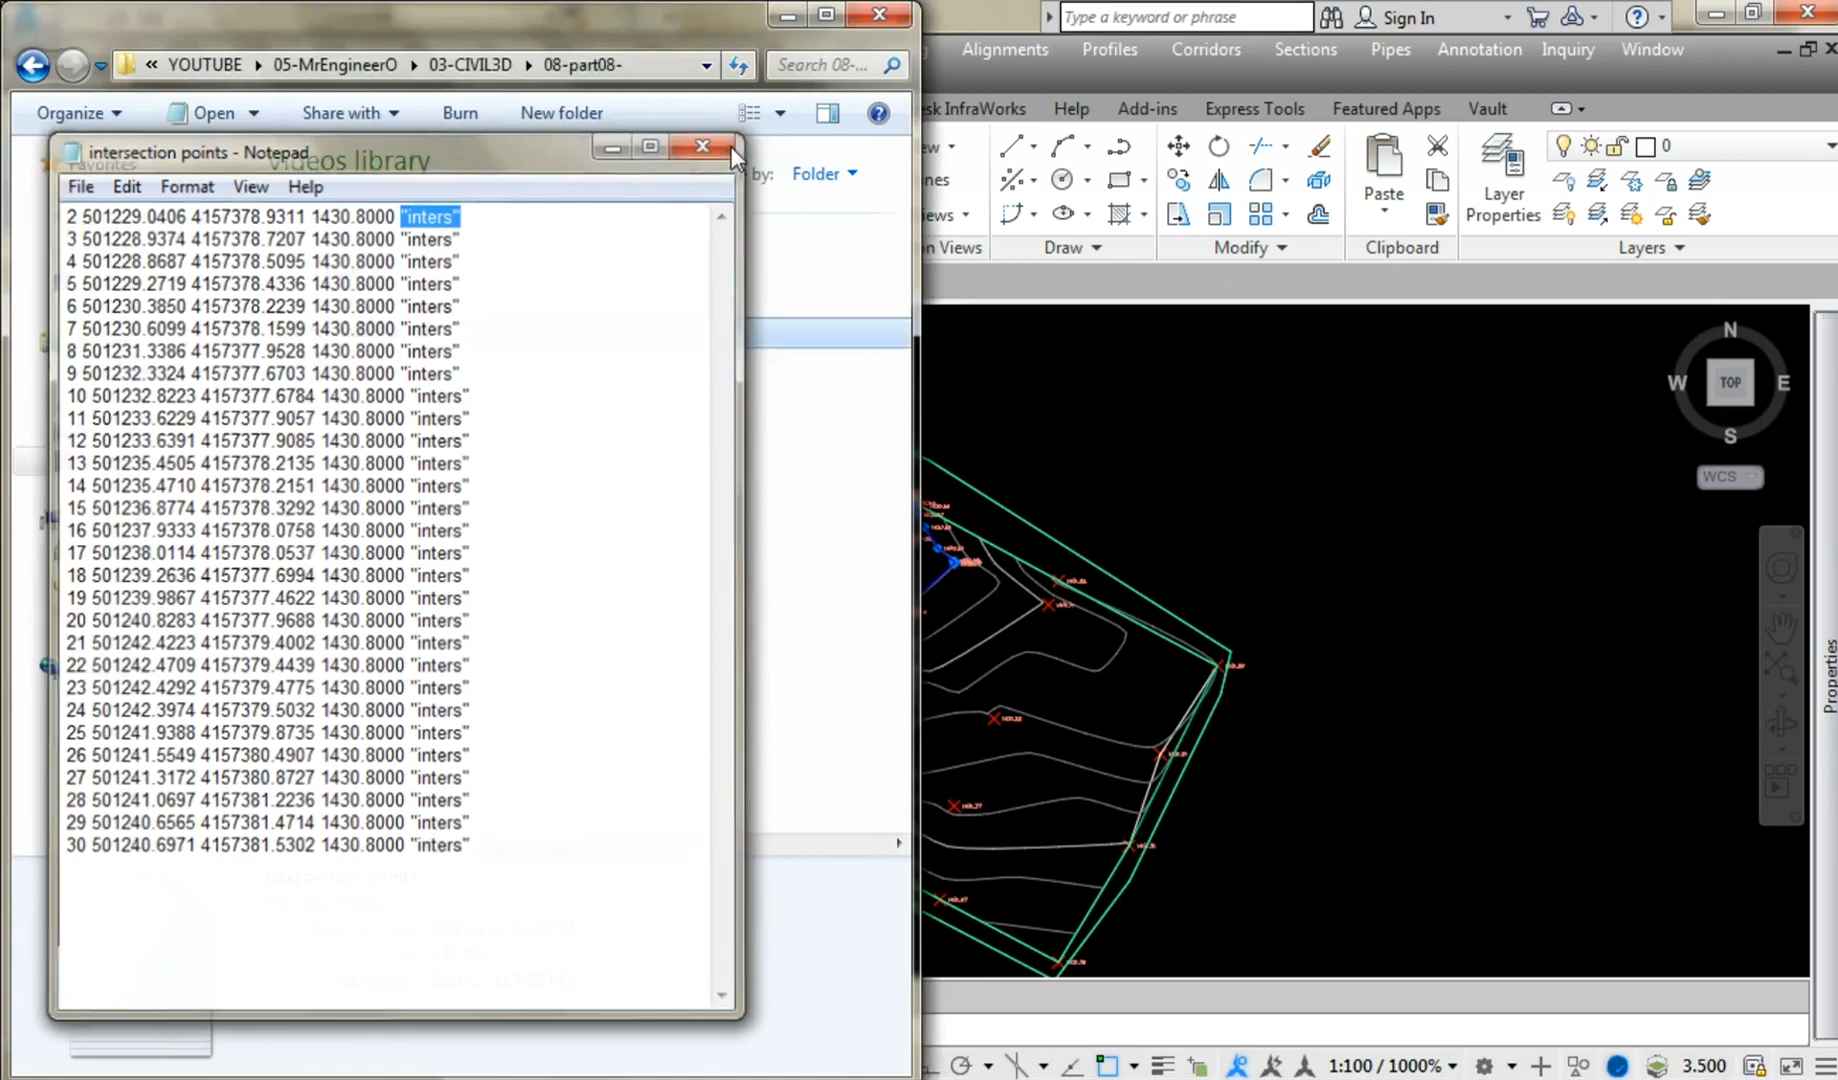 Type a keyword or phrase
Sign In
« YOUTUBE 05-MrEngineerO 03-CIVIL3D 08-part08-
Search 08-...
Alignments Profiles Corridors Sections Pipes Annotation Inquiry Window
Organize Open Share with Burn New folder
InfraWorks Help Add-ins Express Tools Featured Apps Vault
intersection points - Notepad
Videos library
by: Folder
File Edit Format View Help
0
Paste
Layer Properties
Draw Modify Clipboard Layers
2 501229.0406 4157378.9311 1430.8000 "inters"
3 501228.9374 4157378.7207 1430.8000 "inters"
4 501228.8687 4157378.5095 1430.8000 "inters"
5 501229.2719 4157378.4336 1430.8000 "inters"
6 501230.3850 4157378.2239 1430.8000 "inters"
7 501230.6099 4157378.1599 1430.8000 "inters"
8 501231.3386 4157377.9528 1430.8000 "inters"
9 501232.3324 4157377.6703 1430.8000 "inters"
10 501232.8223 4157377.6784 1430.8000 "inters"
11 501233.6229 4157377.9057 1430.8000 "inters"
12 501233.6391 4157377.9085 1430.8000 "inters"
13 501235.4505 4157378.2135 1430.8000 "inters"
14 501235.4710 4157378.2151 1430.8000 "inters"
15 501236.8774 4157378.3292 1430.8000 "inters"
16 501237.9333 4157378.0758 1430.8000 "inters"
17 501238.0114 4157378.0537 1430.8000 "inters"
18 501239.2636 4157377.6994 1430.8000 "inters"
19 501239.9867 4157377.4622 1430.8000 "inters"
20 501240.8283 4157377.9688 1430.8000 "inters"
21 501242.4223 4157379.4002 1430.8000 "inters"
22 501242.4709 4157379.4439 1430.8000 "inters"
23 501242.4292 4157379.4775 1430.8000 "inters"
24 501242.3974 4157379.5032 1430.8000 "inters"
25 501241.9388 4157379.8735 1430.8000 "inters"
26 501241.5549 4157380.4907 1430.8000 "inters"
27 501241.3172 4157380.8727 1430.8000 "inters"
28 501241.0697 4157381.2236 1430.8000 "inters"
29 501240.6565 4157381.4714 1430.8000 "inters"
30 501240.6971 4157381.5302 1430.8000 "inters"
N
W TOP E
S
WCS
Properties
1:100 / 1000%
3.500